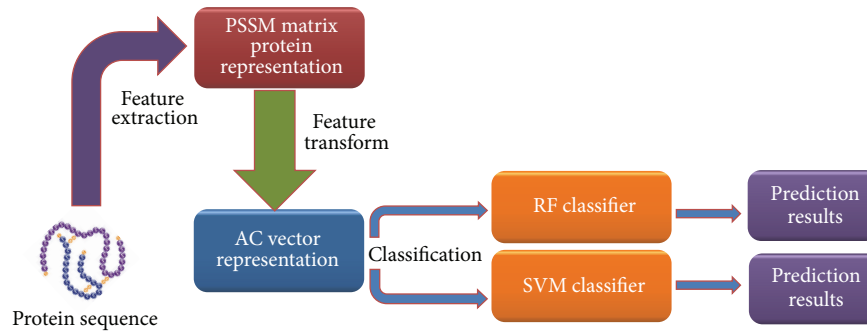 PSSM matrix
protein
representation
Feature
extraction
Feature
transform
AC vector
representation
Classification
RF classifier
Prediction
results
SVM classifier
Prediction
results
Protein sequence